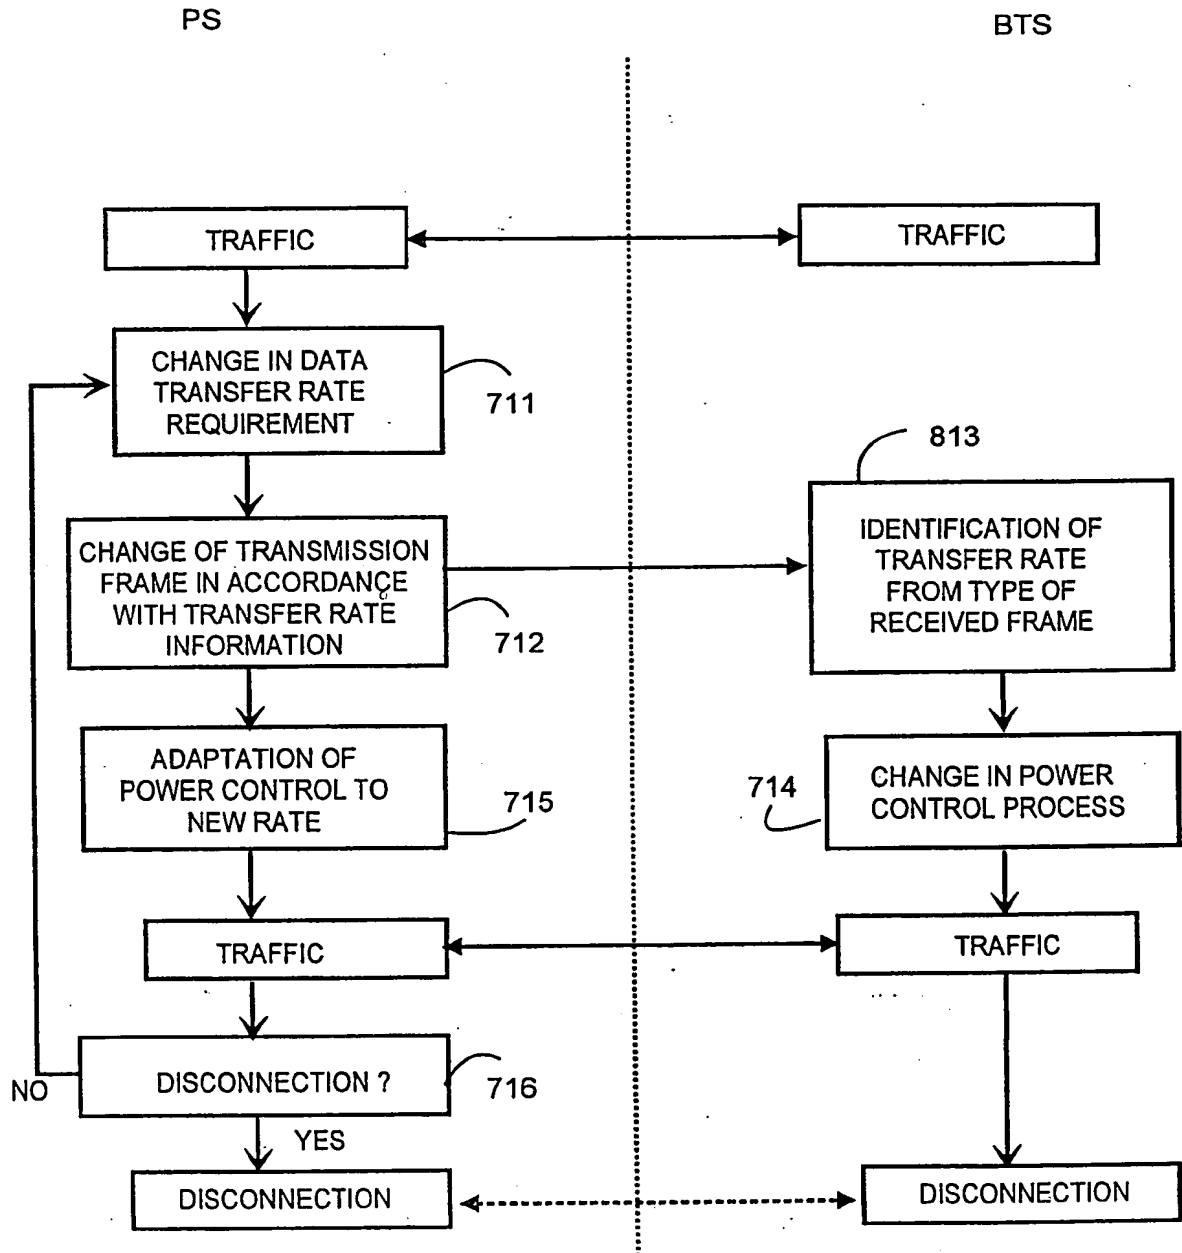 PS
BTS
TRAFFIC
TRAFFIC
CHANGE IN DATA
TRANSFER RATE
REQUIREMENT
711
813
CHANGE OF TRANSMISSION
FRAME IN ACCORDANCE
WITH TRANSFER RATE
INFORMATION
712
IDENTIFICATION OF
TRANSFER RATE
FROM TYPE OF
RECEIVED FRAME
ADAPTATION OF
POWER CONTROL TO
NEW RATE
715
714
CHANGE IN POWER
CONTROL PROCESS
TRAFFIC
TRAFFIC
DISCONNECTION ?
716
NO
YES
DISCONNECTION
DISCONNECTION